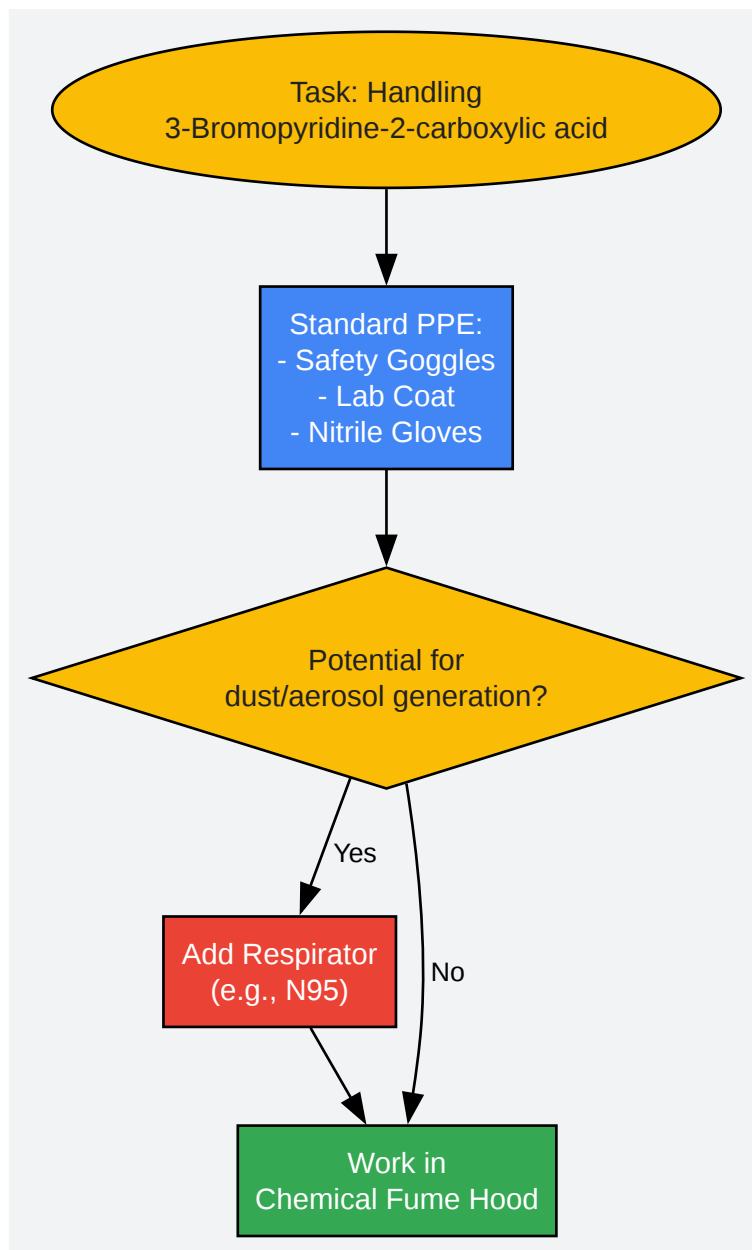 Task: Handling
3-Bromopyridine-2-carboxylic acid
Standard PPE:
- Safety Goggles
- Lab Coat
- Nitrile Gloves
Potential for
dust/aerosol generation?
Yes
Add Respirator
(e.g., N95)
No
Work in
Chemical Fume Hood